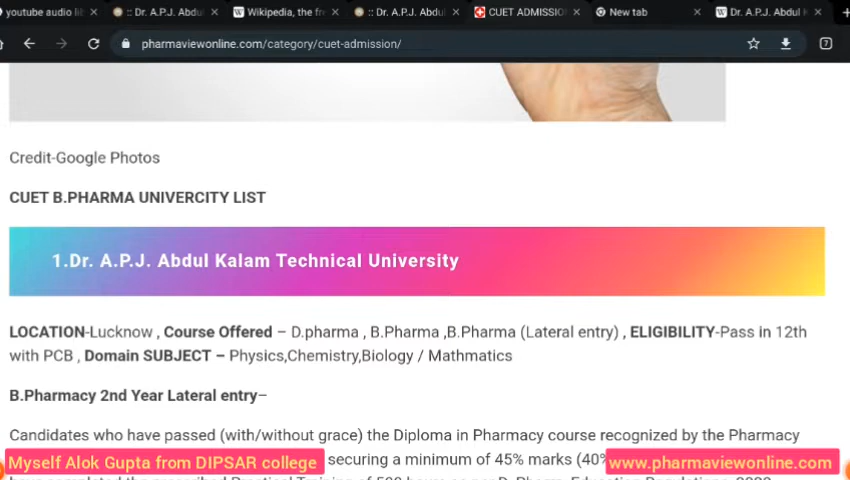 youtube audio lib
:: Dr. A.P.J. Abdul
Wikipedia, the fre
:: Dr. A.P.J. Abdul
CUET ADMISSION
New tab
Dr. A.P.J. Abdul
pharmaviewonline.com/category/cuet-admission/
7
Credit-Google Photos
CUET B.PHARMA UNIVERCITY LIST
1.Dr. A.P.J. Abdul Kalam Technical University
LOCATION-Lucknow , Course Offered – D.pharma , B.Pharma ,B.Pharma (Lateral entry) , ELIGIBILITY-Pass in 12th
with PCB , Domain SUBJECT – Physics,Chemistry,Biology / Mathmatics
B.Pharmacy 2nd Year Lateral entry–
Candidates who have passed (with/without grace) the Diploma in Pharmacy course recognized by the Pharmacy
Myself Alok Gupta from DIPSAR college securing a minimum of 45% marks (40% www.pharmaviewonline.com